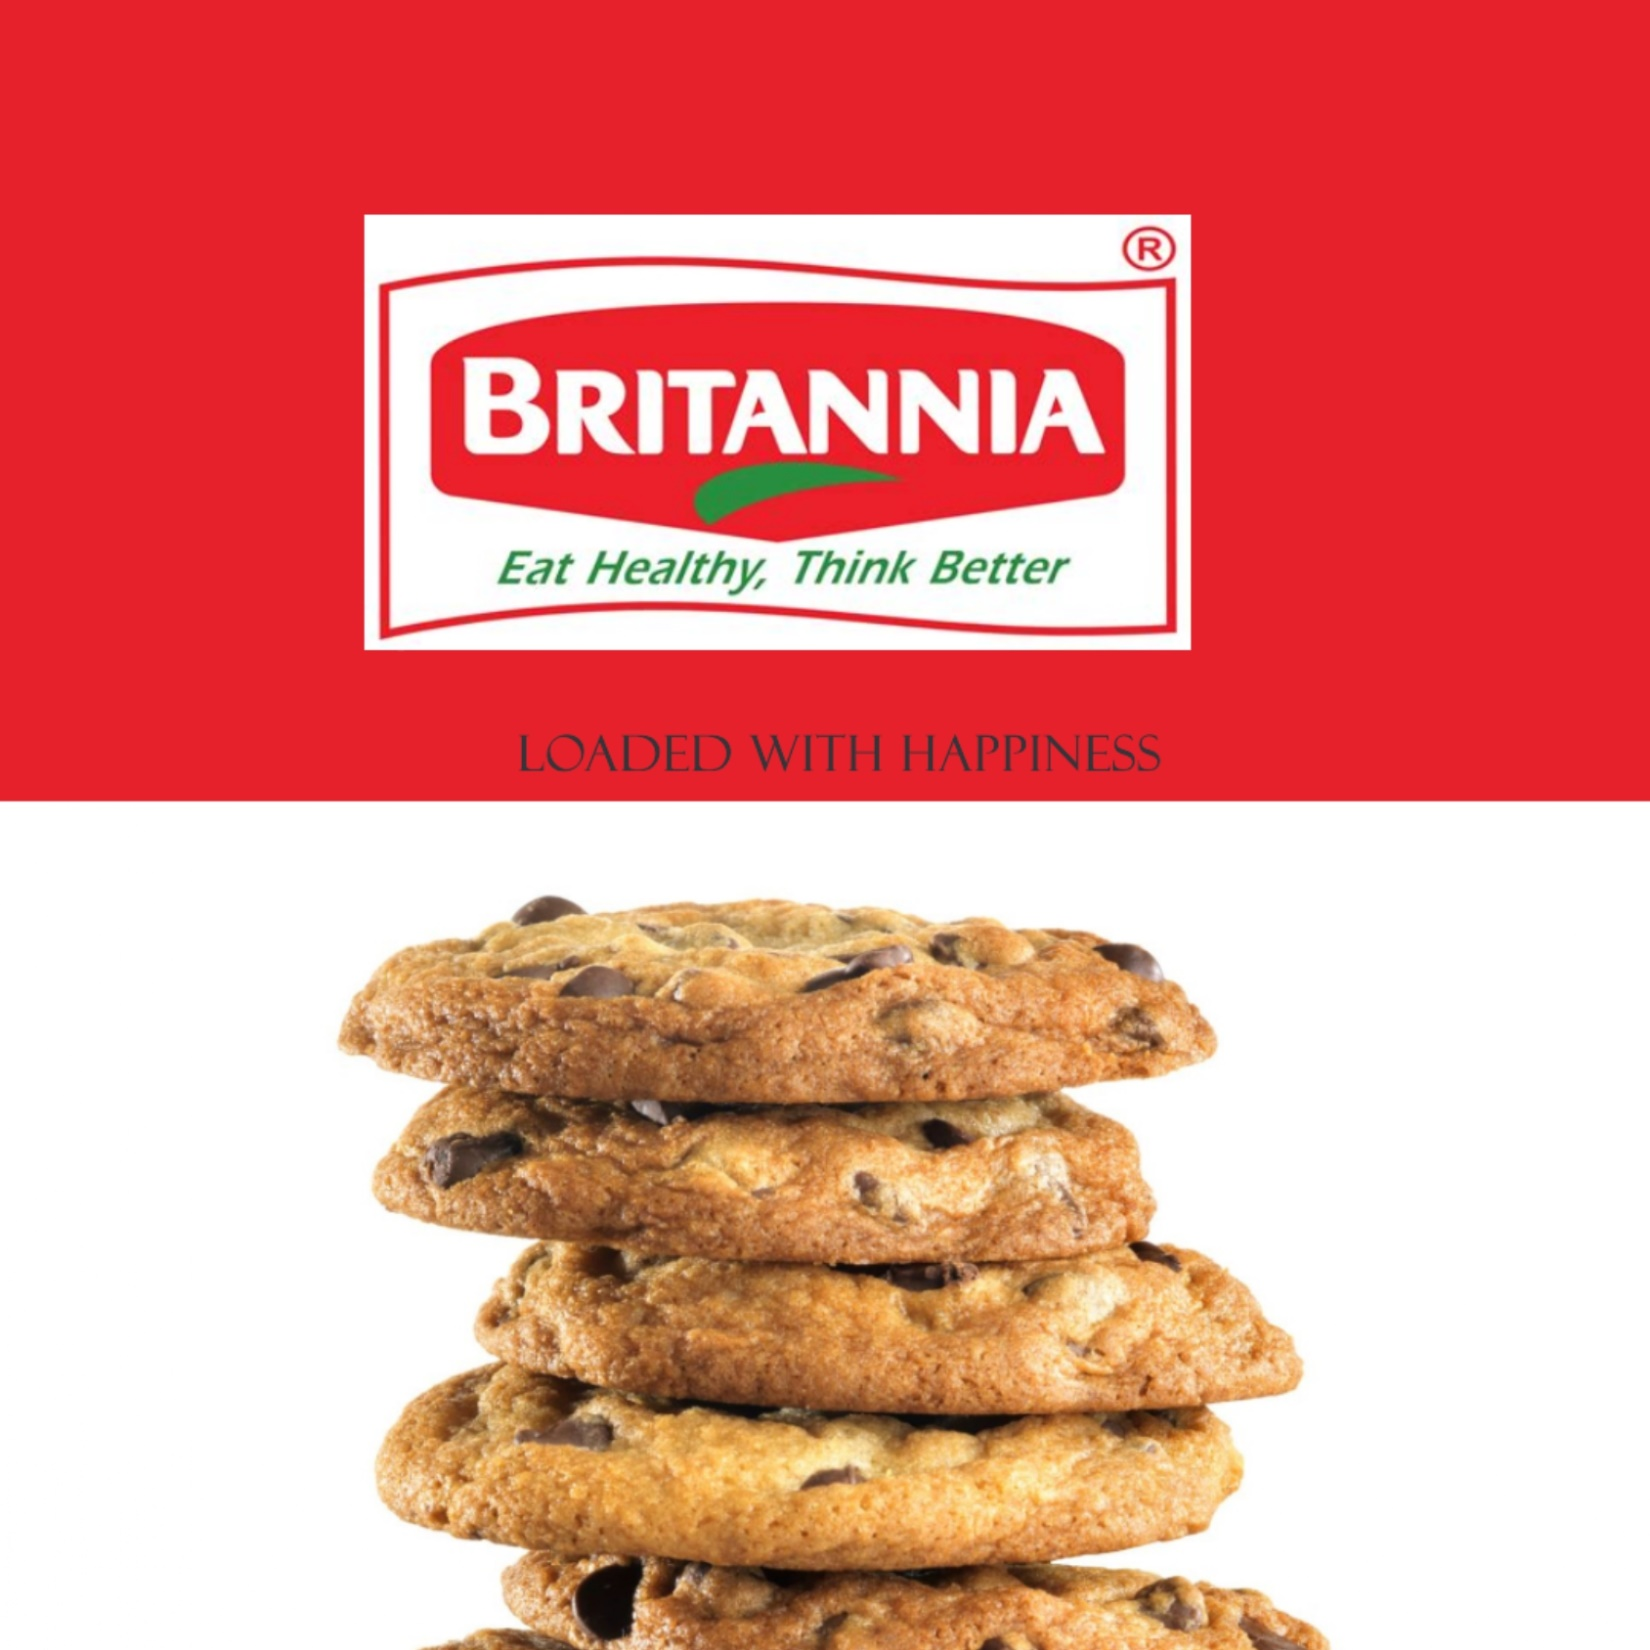 ®
BRITANNIA
Eat Healthy, Think Better
LOADED WITH HAPPINESS